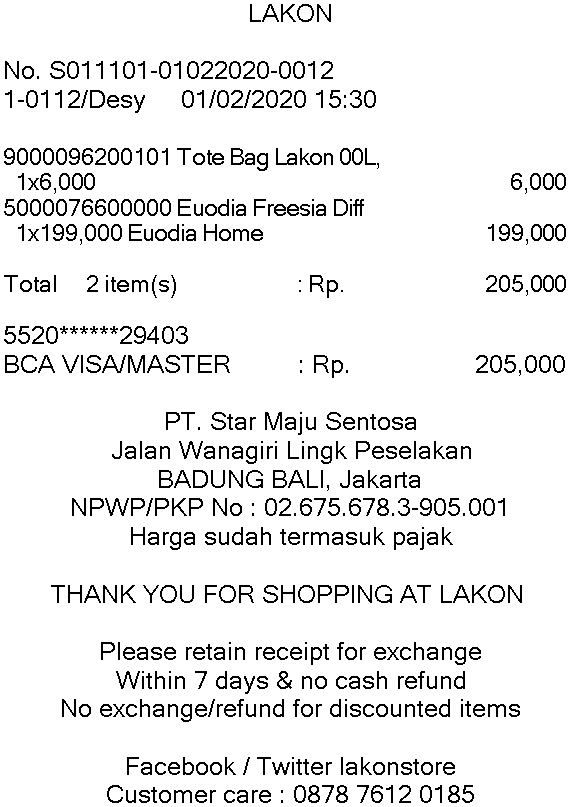 LAKON
No. S011101-01022020-0012
1-0112/Desy 01/02/2020 15:30
9000096200101 Tote Bag Lakon 00L,
1x6,000 6,000
5000076600000 Euodia Freesia Diff
1x199,000 Euodia Home 199,000
Total 2 item(s) : Rp. 205,000
5520******29403
BCA VISA/MASTER : Rp. 205,000
PT. Star Maju Sentosa
Jalan Wanagiri Lingk Peselakan
BADUNG BALI, Jakarta
NPWP/PKP No : 02.675.678.3-905.001
Harga sudah termasuk pajak
THANK YOU FOR SHOPPING AT LAKON
Please retain receipt for exchange
Within 7 days & no cash refund
No exchange/refund for discounted items
Facebook / Twitter lakonstore
Customer care : 0878 7612 0185